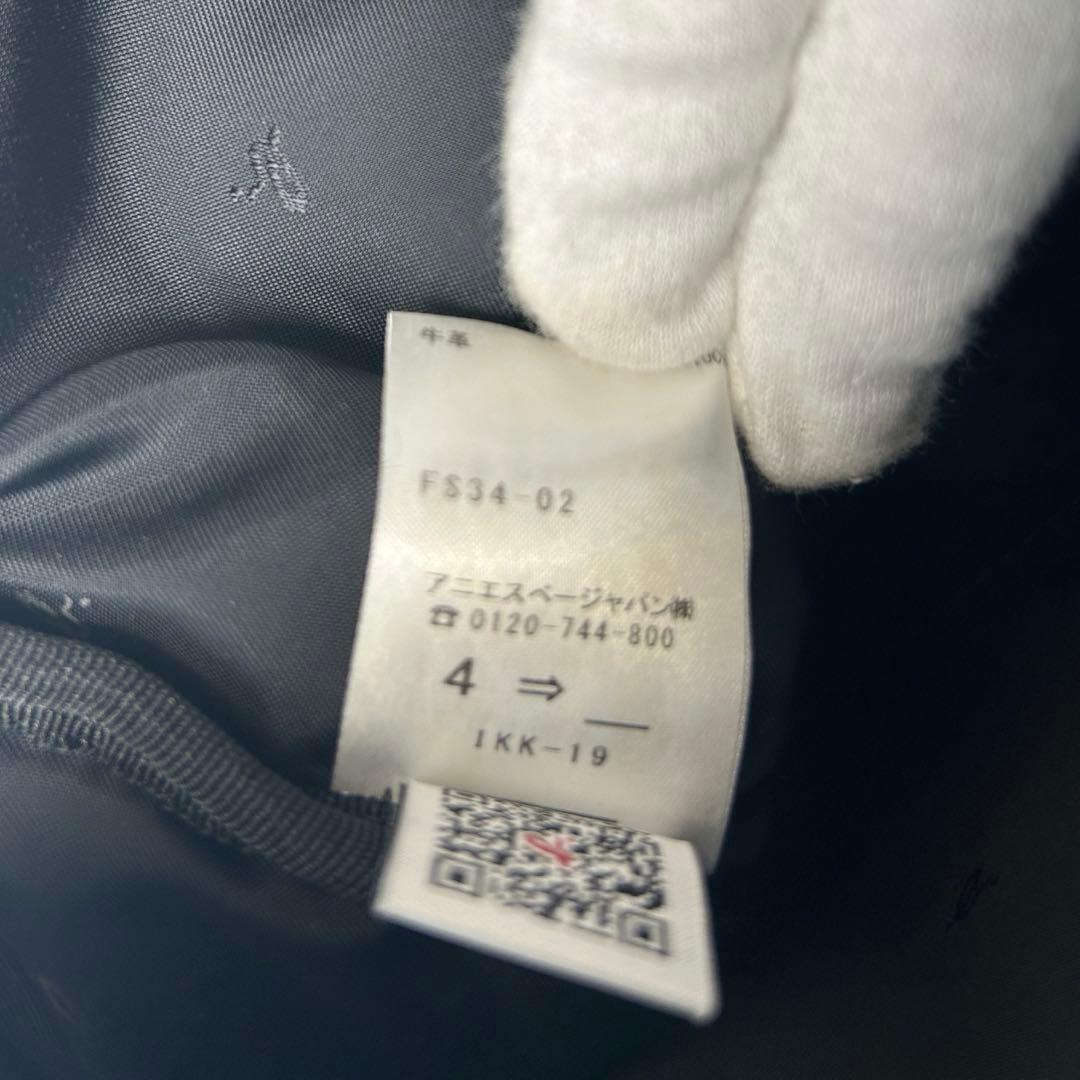 牛革
FS34-02
アニエスベージャパン㈱
☎0120-744-800
4 ⇒ __
IKK-19